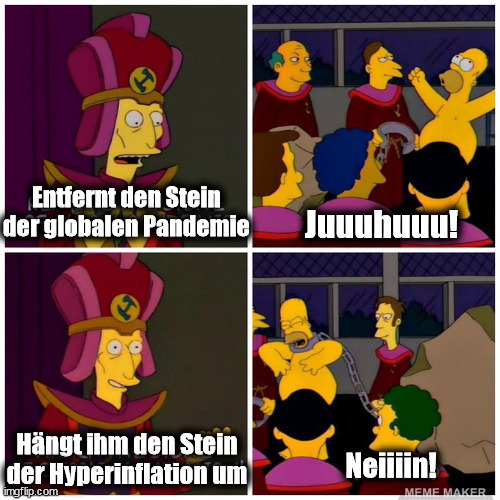 Entfernt den Stein
der globalen Pandemie
Juuuhuuu!
Hängt ihm den Stein
der Hyperinflation um
Neiiiin!
imgflip.com
MEME MAKER